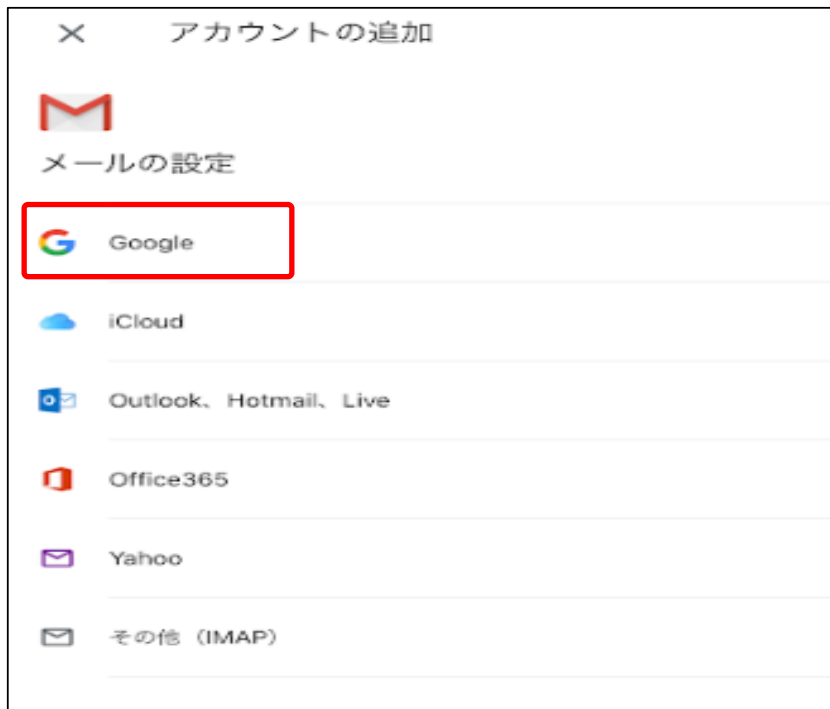 アカウントの追加
メールの設定
Google
iCloud
Outlook、Hotmail、Live
Office365
Yahoo
その他（IMAP）